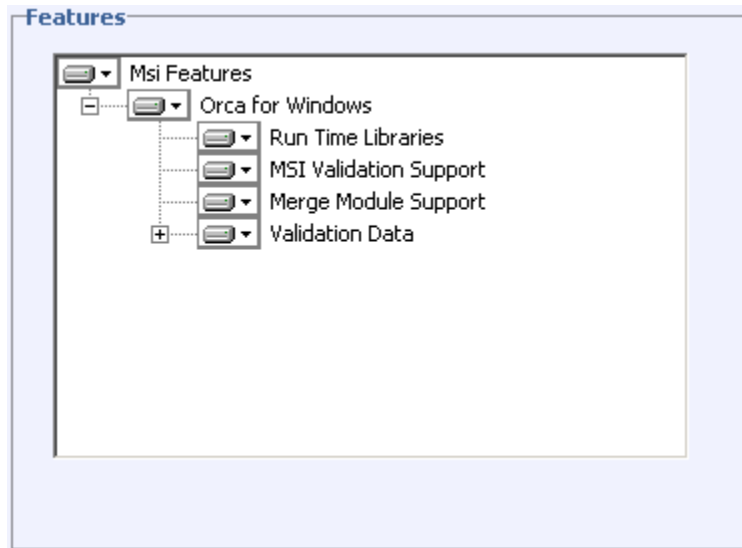 Features
Msi Features
Orca for Windows
Run Time Libraries
MSI Validation Support
Merge Module Support
Validation Data